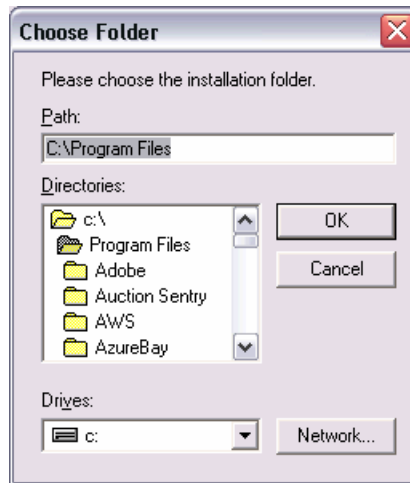 Choose Folder
Please choose the installation folder.
Path:
C:\Program Files
Directories:
c:\
Program Files
Adobe
Auction Sentry
AWS
AzureBay
OK
Cancel
Drives:
c:
Network...